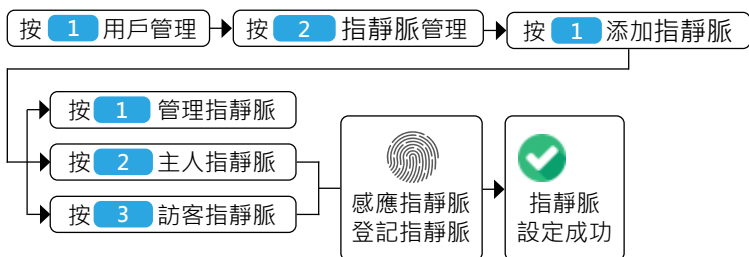 按 1 用戶管理
按 2 指靜脈管理
按 1 添加指靜脈
按 1 管理指靜脈
按 2 主人指靜脈
按 3 訪客指靜脈
感應指靜脈
登記指靜脈
指靜脈
設定成功